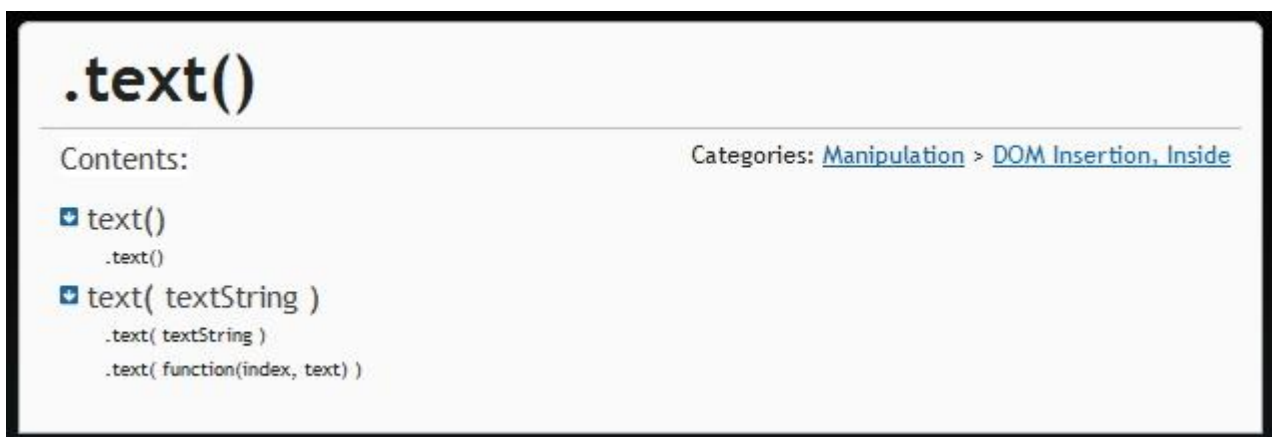 .text()
Contents:
Categories: Manipulation > DOM Insertion, Inside
text()
.text()
text( textString )
.text( textString )
.text( function(index, text) )